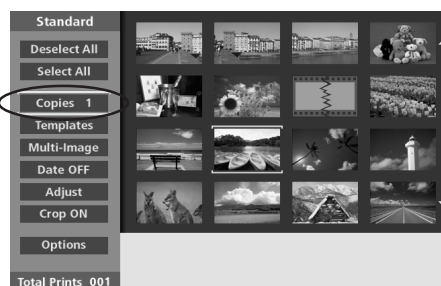 Standard
Deselect All
Select All
Copies 1
Templates
Multi-Image
Date OFF
Adjust
Crop ON
Options
Total Prints 001